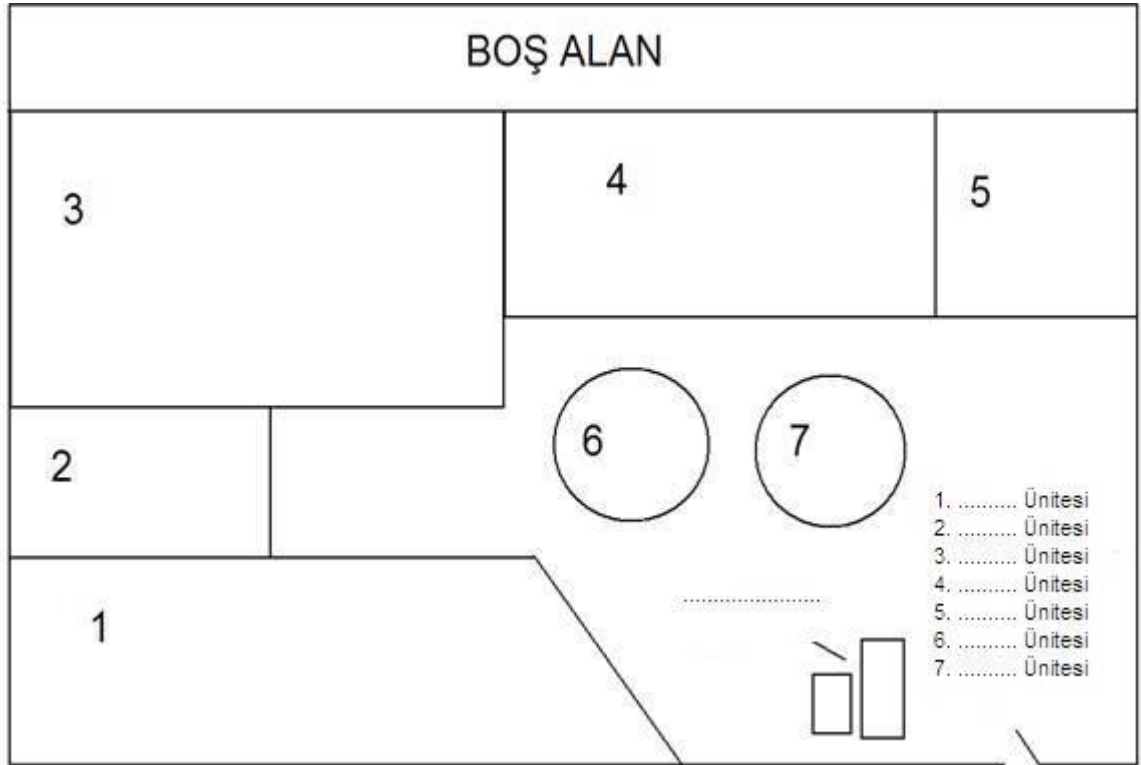 BOŞ ALAN
3
4
5
6
7
2
1
1. .......... Ünitesi
2. .......... Ünitesi
3. .......... Ünitesi
4. .......... Ünitesi
5. .......... Ünitesi
6. .......... Ünitesi
7. .......... Ünitesi